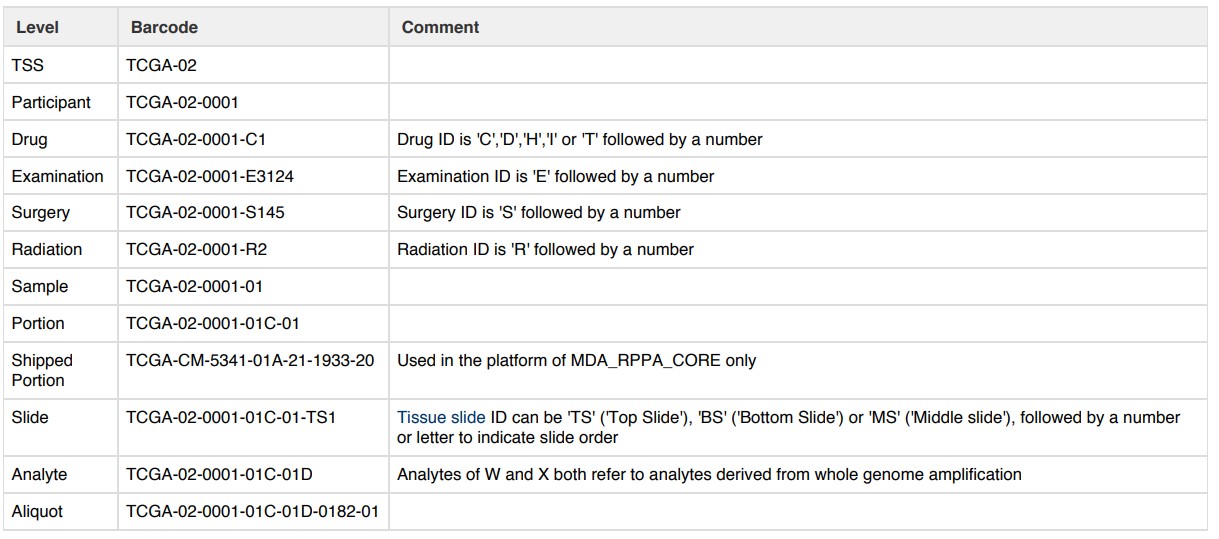 Level Barcode Comment
TSS TCGA-02
Participant TCGA-02-0001
Drug TCGA-02-0001-C1 Drug ID is 'C','D','H','I' or 'T' followed by a number
Examination TCGA-02-0001-E3124 Examination ID is 'E' followed by a number
Surgery TCGA-02-0001-S145 Surgery ID is 'S' followed by a number
Radiation TCGA-02-0001-R2 Radiation ID is 'R' followed by a number
Sample TCGA-02-0001-01
Portion TCGA-02-0001-01C-01
Shipped TCGA-CM-5341-01A-21-1933-20 Used in the platform of MDA_RPPA_CORE only
Portion
Slide TCGA-02-0001-01C-01-TS1 Tissue slide ID can be 'TS' ('Top Slide'), 'BS' ('Bottom Slide') or 'MS' ('Middle slide'), followed by a number
or letter to indicate slide order
Analyte TCGA-02-0001-01C-01D Analytes of W and X both refer to analytes derived from whole genome amplification
Aliquot TCGA-02-0001-01C-01D-0182-01